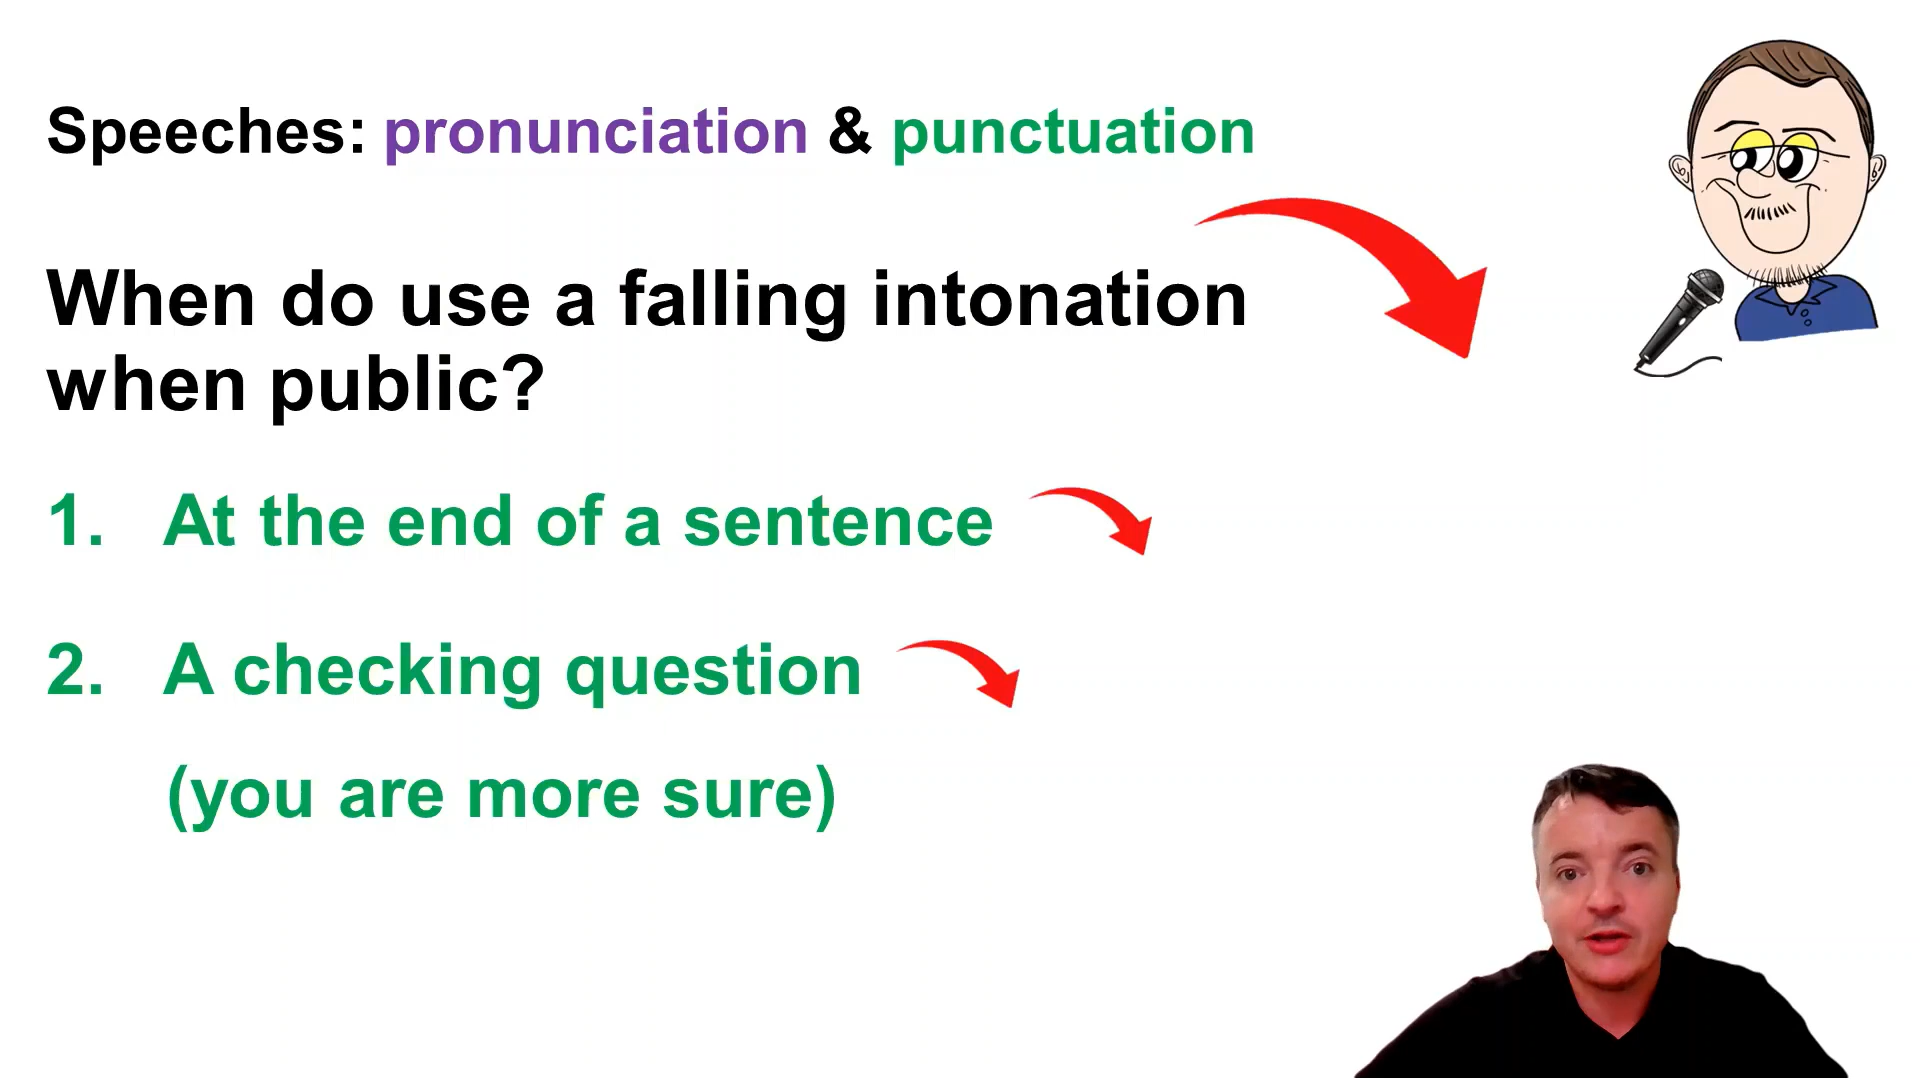 Speeches: pronunciation & punctuation
When do use a falling intonation
when public?
1. At the end of a sentence
2. A checking question
(you are more sure)